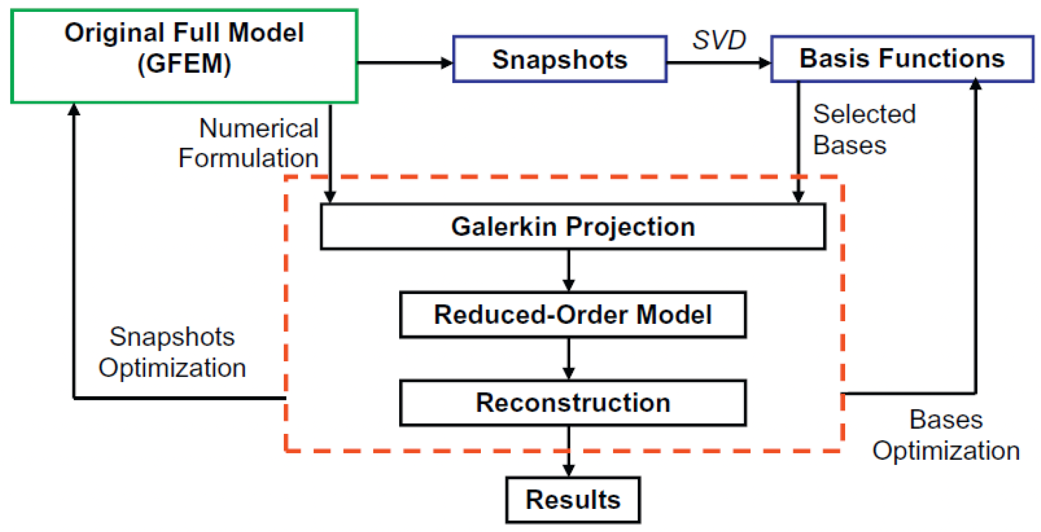 Original Full Model
(GFEM)
Snapshots
SVD
Basis Functions
Numerical
Formulation
Selected
Bases
Galerkin Projection
Reduced-Order Model
Snapshots
Optimization
Reconstruction
Bases
Optimization
Results